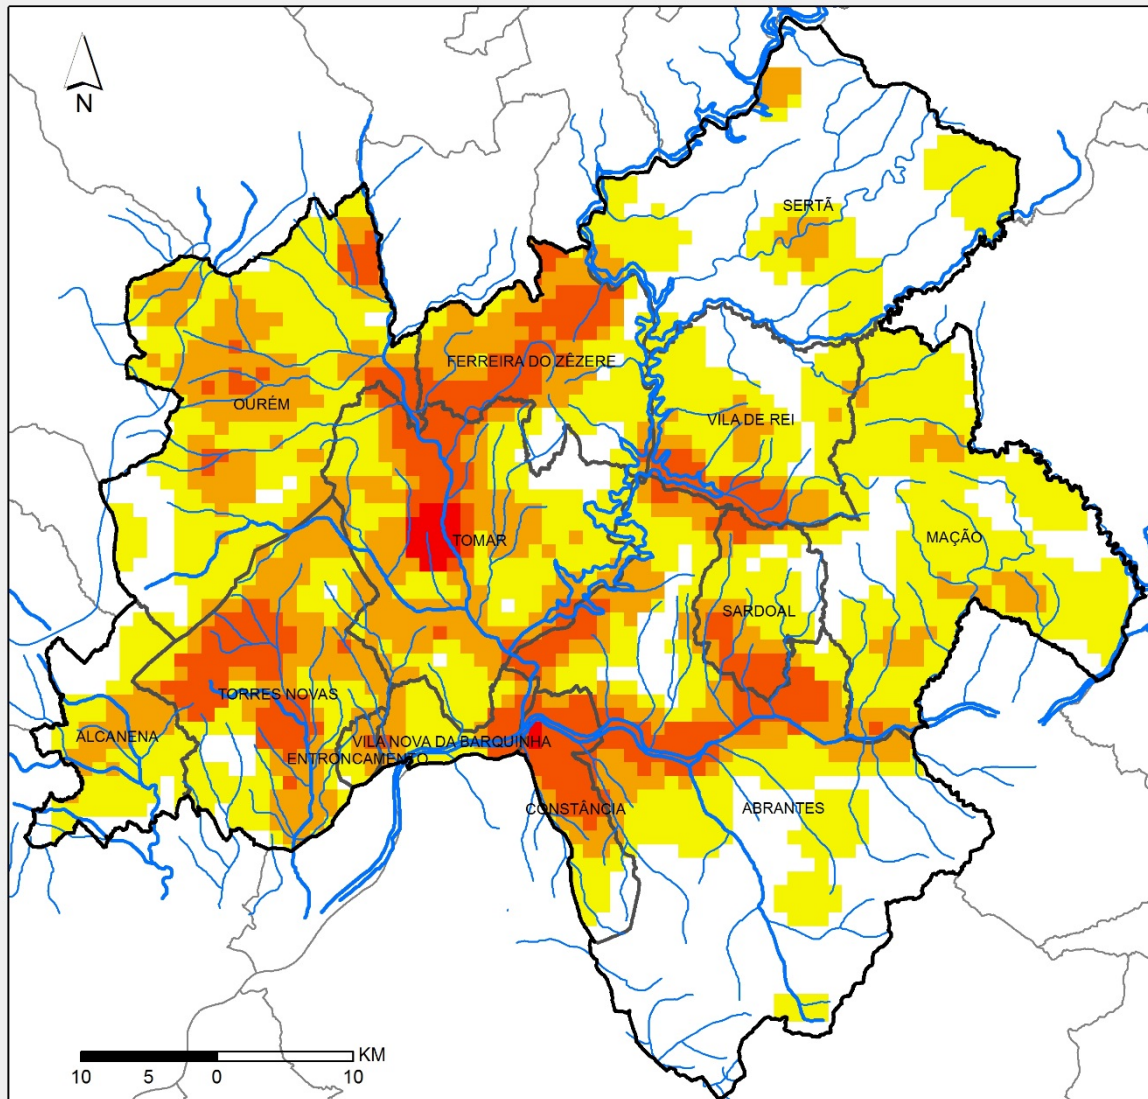 N
SERTÃ
FERREIRA DO ZÊZERE
OURÉM
VILA DE REI
TOMAR
MAÇÃO
SARDOAL
TORRES NOVAS
ALCANENA
VILA NOVA DA BARQUINHA
ENTRONCAMENTO
CONSTÂNCIA
ABRANTES
KM
10 5 0 10